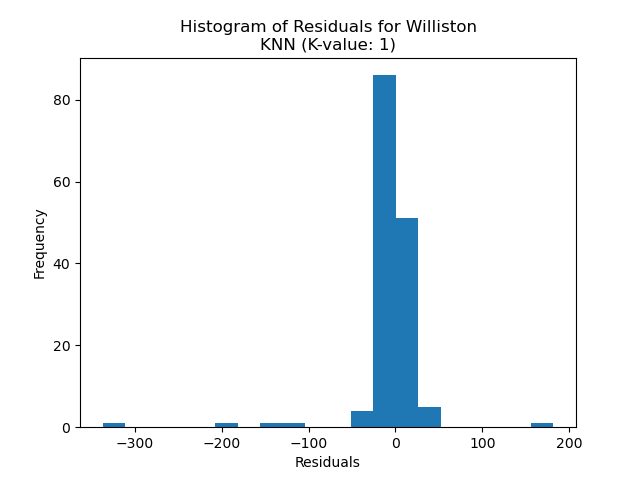 Histogram of Residuals for Williston
KNN (K-value: 1)
80
60
40
20
0
Frequency
−300
−200
−100
0
100
200
Residuals